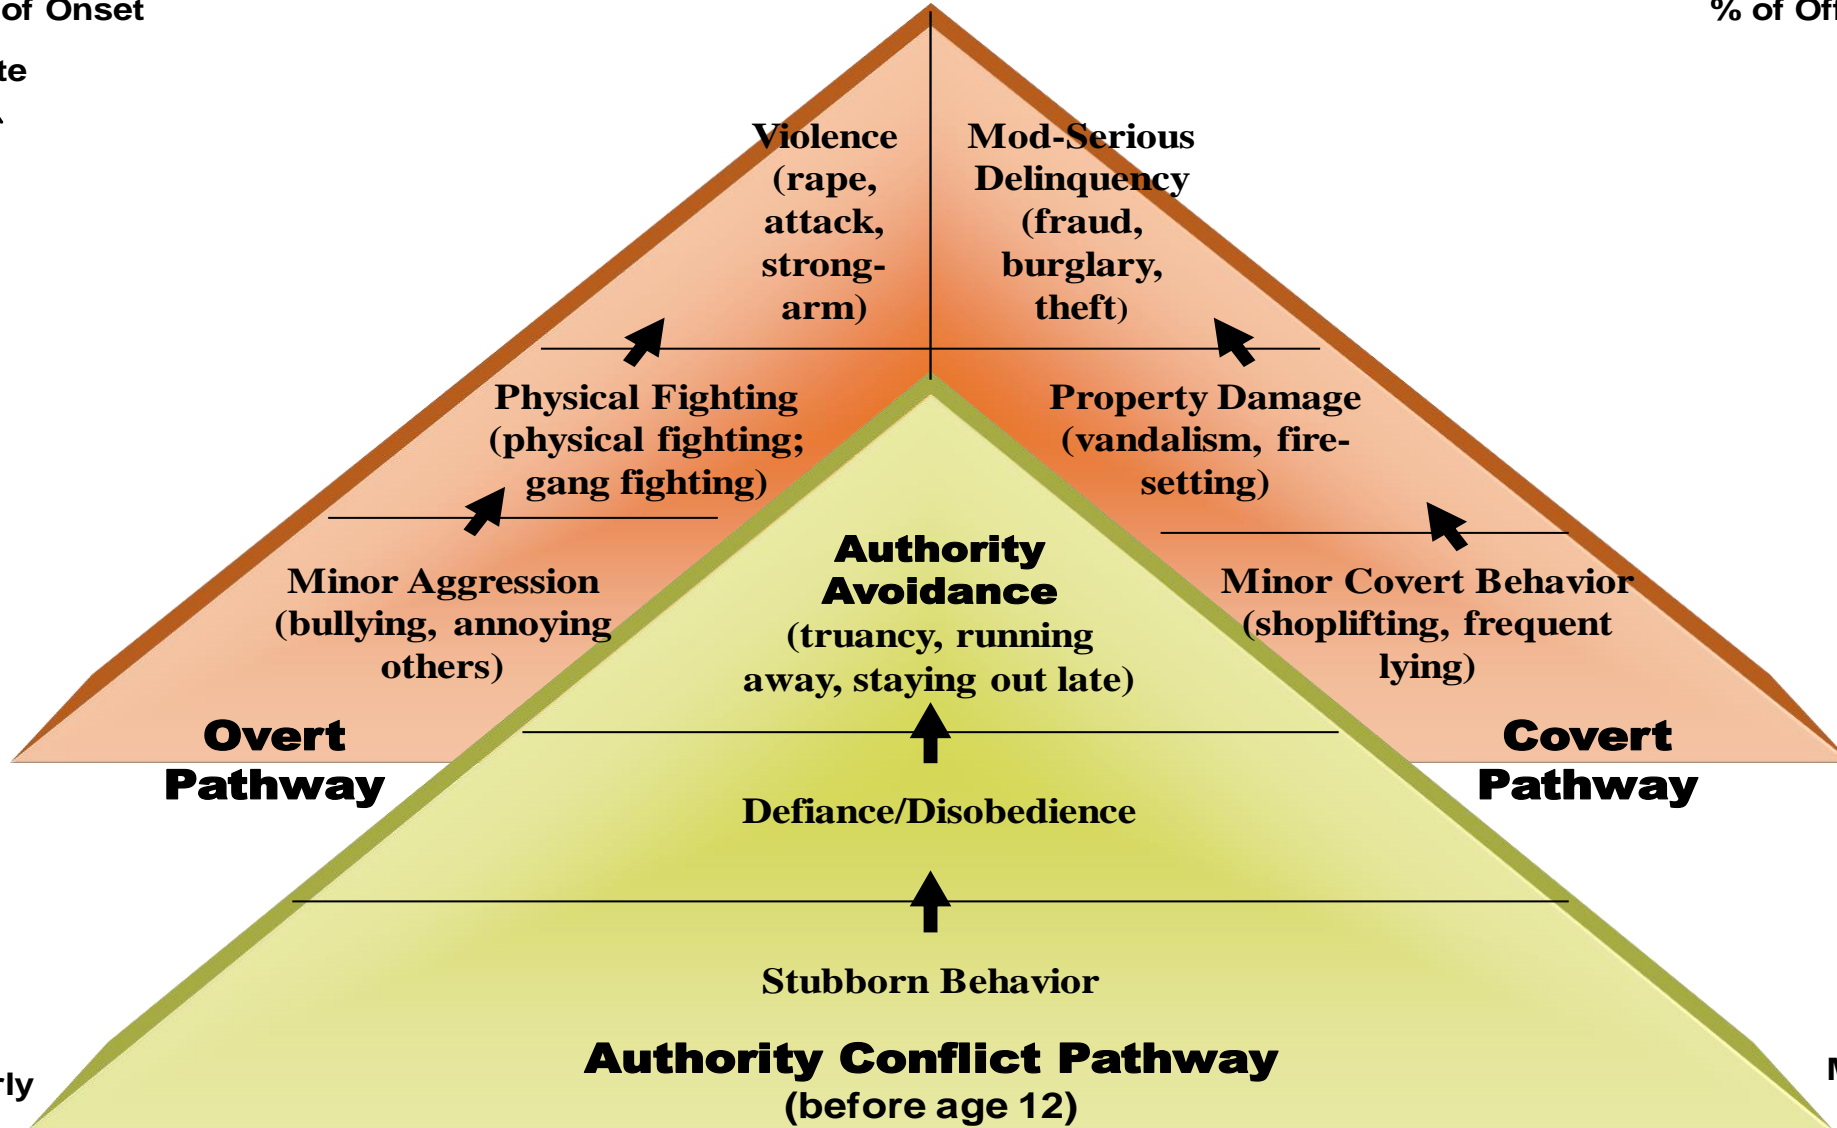 of Onset
% of Off
te
Violence
(rape,
attack,
strong-
arm)
Mod-Serious
Delinquency
(fraud,
burglary,
theft)
Physical Fighting
(physical fighting;
gang fighting)
Property Damage
(vandalism, fire-
setting)
Minor Aggression
(bullying, annoying
others)
Authority
Avoidance
(truancy, running
away, staying out late)
Minor Covert Behavior
(shoplifting, frequent
lying)
Overt
Pathway
Covert
Pathway
Defiance/Disobedience
Stubborn Behavior
Authority Conflict Pathway
(before age 12)
rly
M